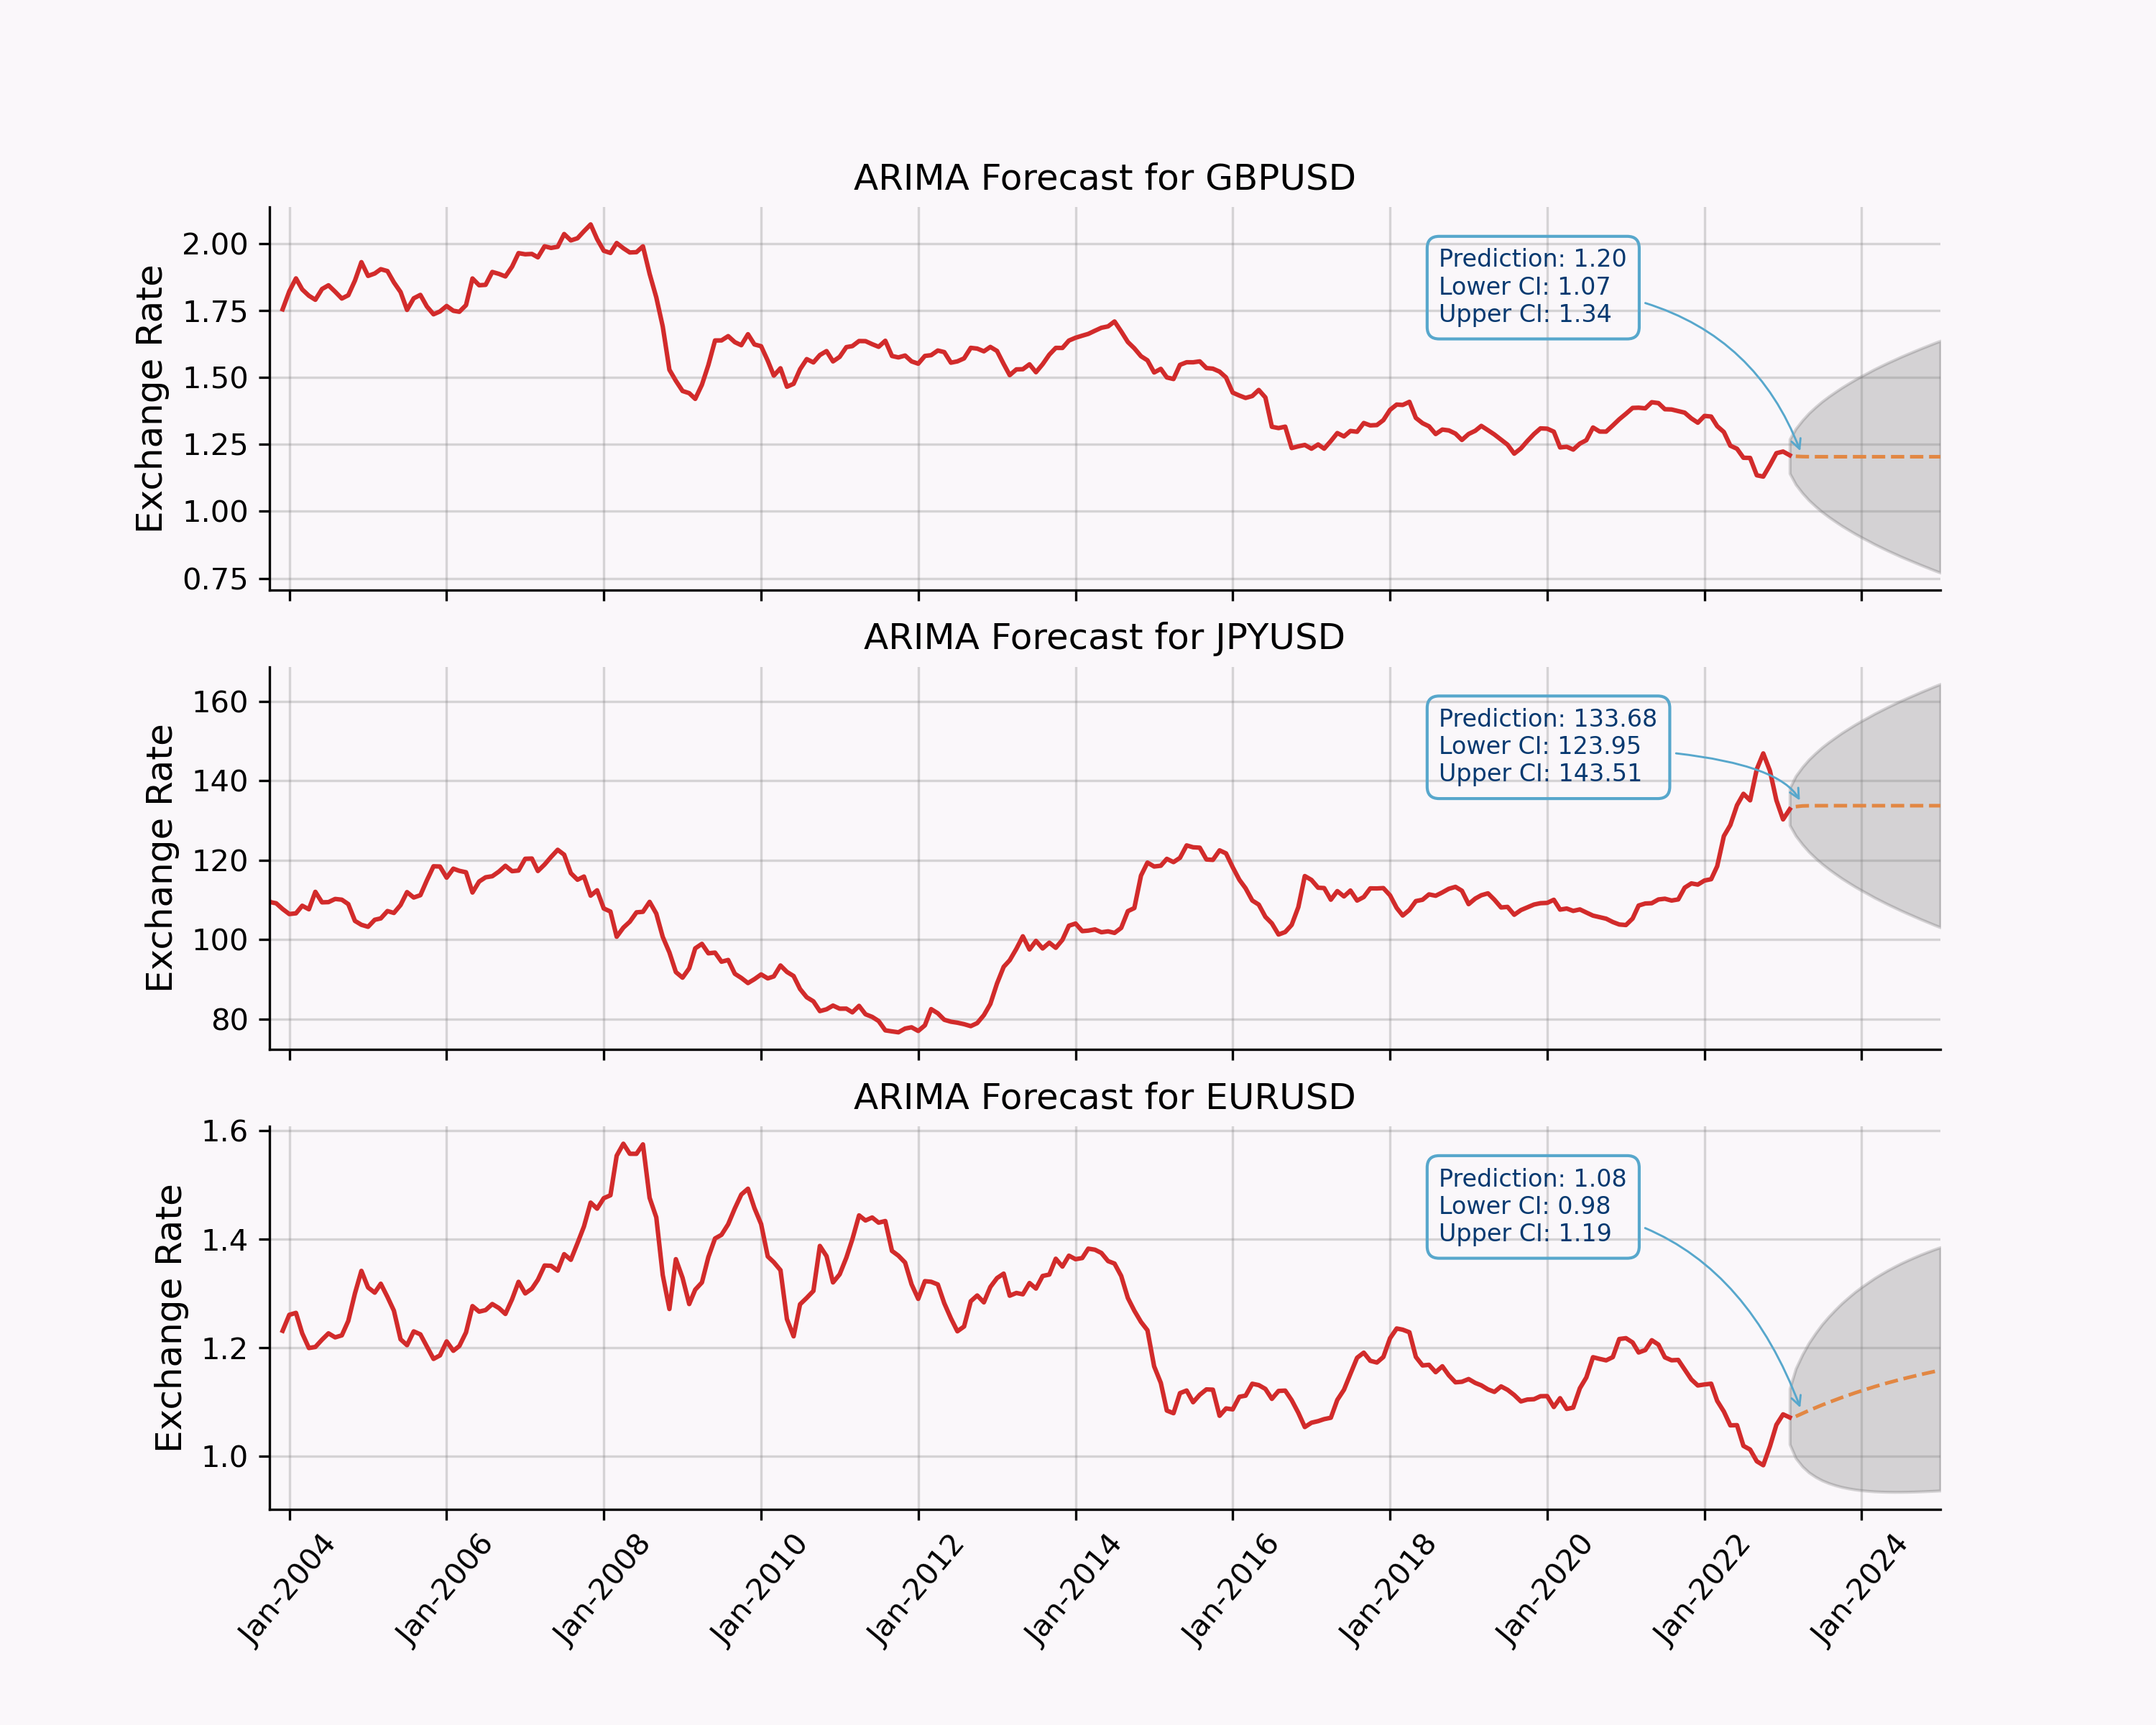 ARIMA Forecast for GBPUSD
Exchange Rate
2.00
1.75
1.50
1.25
1.00
0.75
Prediction: 1.20
Lower CI: 1.07
Upper CI: 1.34
ARIMA Forecast for JPYUSD
Exchange Rate
160
140
120
100
80
Prediction: 133.68
Lower CI: 123.95
Upper CI: 143.51
ARIMA Forecast for EURUSD
Exchange Rate
1.6
1.4
1.2
1.0
Prediction: 1.08
Lower CI: 0.98
Upper CI: 1.19
Jan-2004
Jan-2006
Jan-2008
Jan-2010
Jan-2012
Jan-2014
Jan-2016
Jan-2018
Jan-2020
Jan-2022
Jan-2024